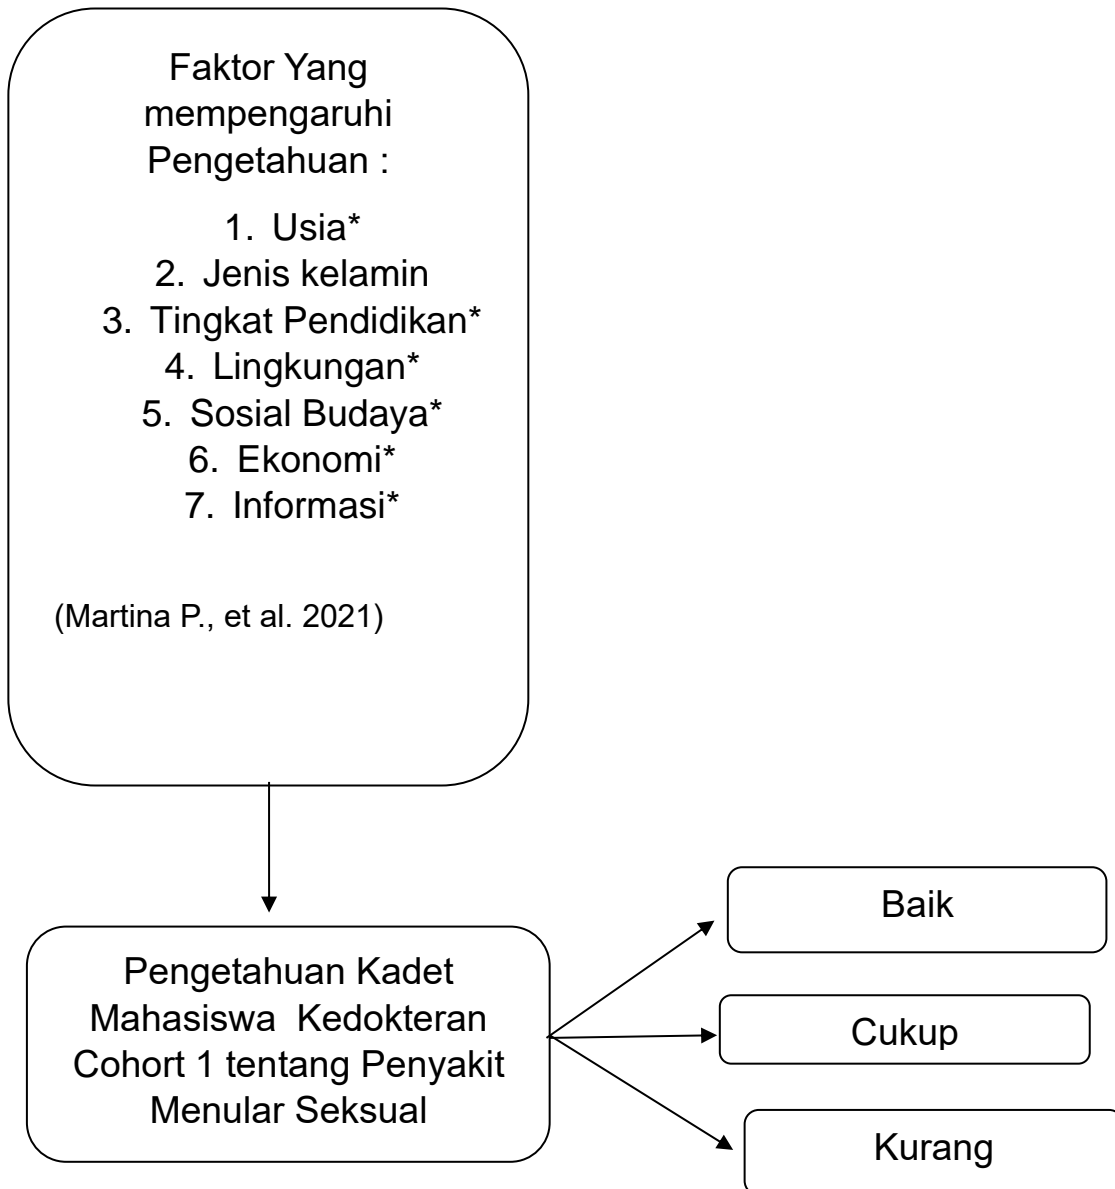 Faktor Yang
mempengaruhi
Pengetahuan :
1. Usia*
2. Jenis kelamin
3. Tingkat Pendidikan*
4. Lingkungan*
5. Sosial Budaya*
6. Ekonomi*
7. Informasi*
(Martina P., et al. 2021)
Pengetahuan Kadet
Mahasiswa Kedokteran
Cohort 1 tentang Penyakit
Menular Seksual
Baik
Cukup
Kurang